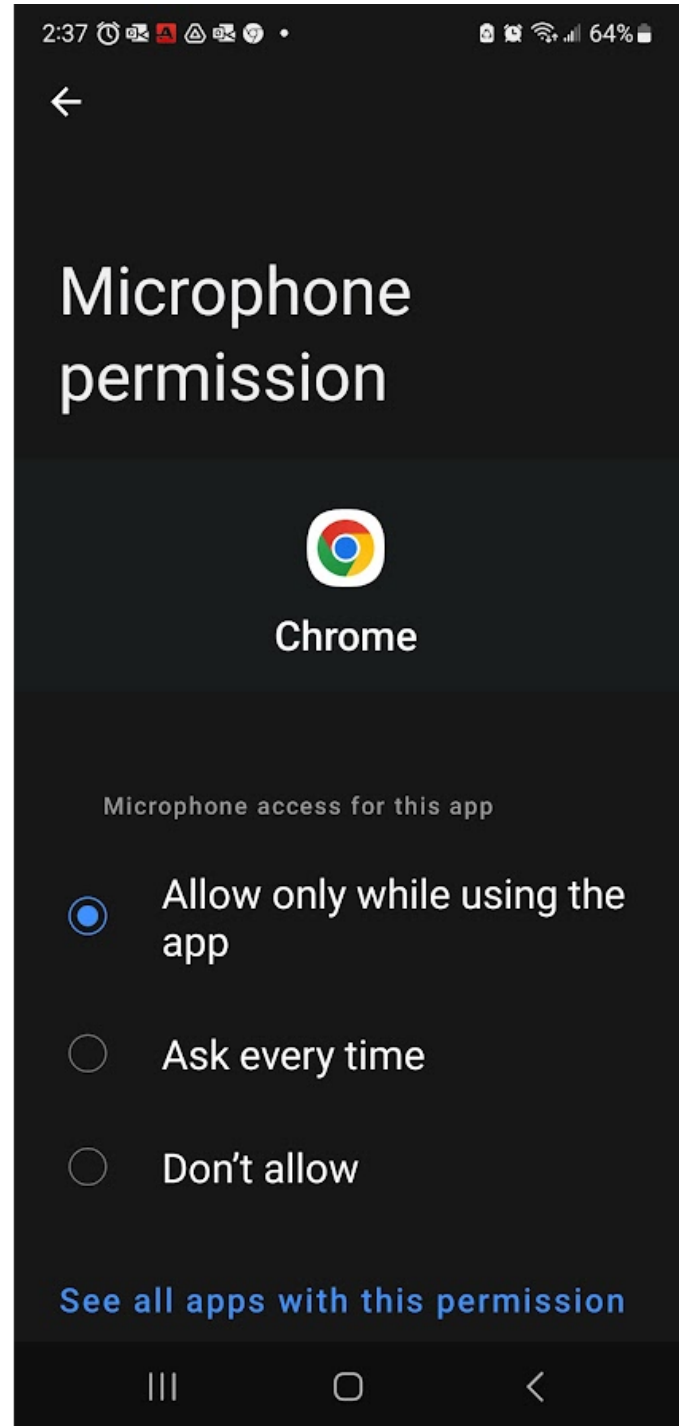 2:37 64%
Microphone
permission
Chrome
Microphone access for this app
Allow only while using the
app
Ask every time
Don’t allow
See all apps with this permission